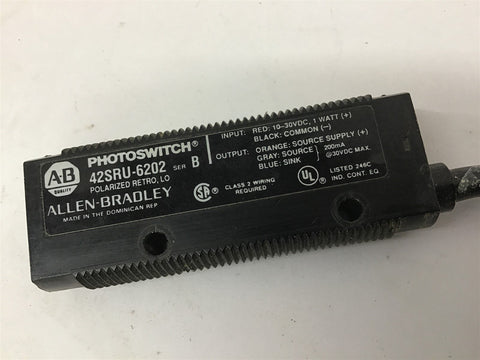 A·B
QUALITY
PHOTOSWITCH®
42SRU-6202 SER B
POLARIZED RETRO, LO
ALLEN-BRADLEY
MADE IN THE DOMINICAN REP.
INPUT: RED: 10-30VDC, 1 WATT (+)
BLACK: COMMON (–)
OUTPUT: ORANGE: SOURCE SUPPLY (+)
GRAY: SOURCE
BLUE: SINK
200mA
@30VDC MAX.
SA
®
CLASS 2 WIRING
REQUIRED
UL
®
LISTED 246C
IND. CONT. EQ.